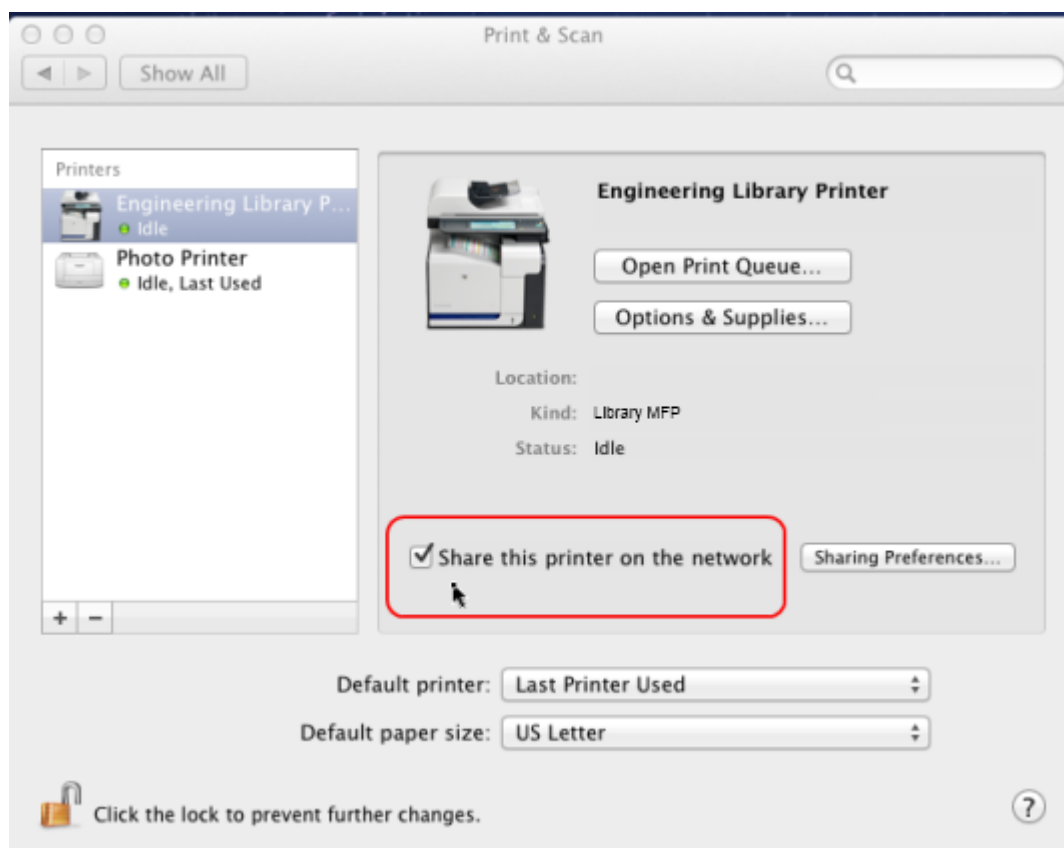 Print & Scan
Show All
Printers
Engineering Library P...
Idle
Photo Printer
Idle, Last Used
Engineering Library Printer
Open Print Queue...
Options & Supplies...
Location:
Kind: Library MFP
Status: Idle
Share this printer on the network
Sharing Preferences...
+ −
Default printer: Last Printer Used
Default paper size: US Letter
Click the lock to prevent further changes.
?